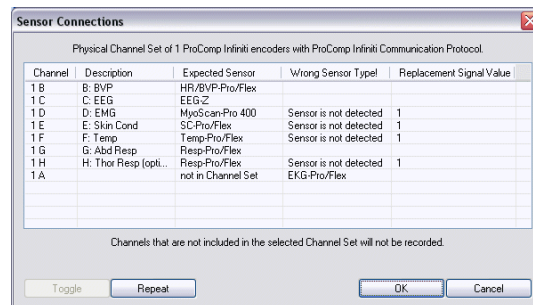 Sensor Connections
Physical Channel Set of 1 ProComp Infiniti encoders with ProComp Infiniti Communication Protocol.
Channel Description Expected Sensor Wrong Sensor Type! Replacement Signal Value
1 B B: BVP HR/BVP-Pro/Flex
1 C C: EEG EEG-Z
1 D D: EMG MyoScan-Pro 400 Sensor is not detected 1
1 E E: Skin Cond SC-Pro/Flex Sensor is not detected 1
1 F F: Temp Temp-Pro/Flex Sensor is not detected 1
1 G G: Abd Resp Resp-Pro/Flex
1 H H: Thor Resp (opti... Resp-Pro/Flex Sensor is not detected 1
1 A not in Channel Set EKG-Pro/Flex
Channels that are not included in the selected Channel Set will not be recorded.
Toggle Repeat OK Cancel